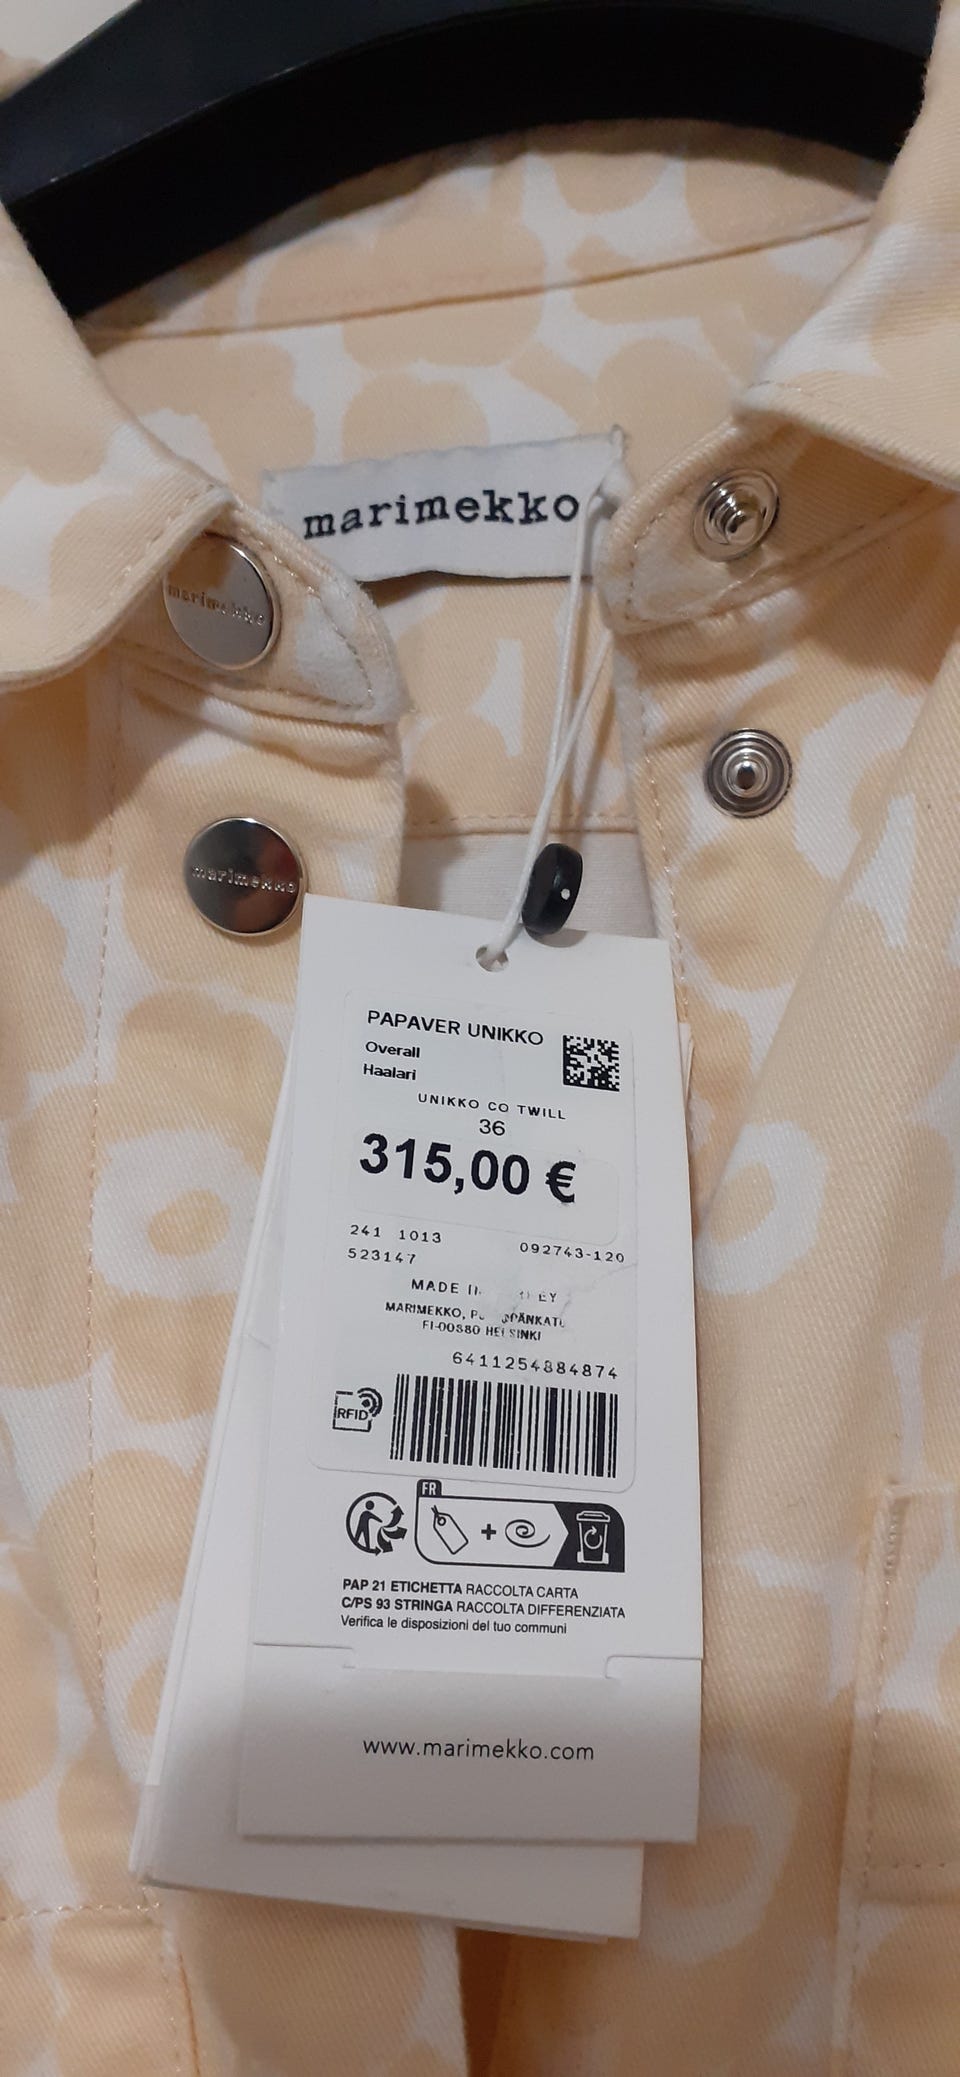 marimekko
marimekko
marimekko
PAPAVER UNIKKO
Overall
Haalari
UNIKKO CO TWILL
36
315,00 €
241 1013
092743-120
523147
MADE
MARIMEKKO,
HELSINKI
6411254884874
RFID
FR
+
PAP 21 ETICHETTA RACCOLTA CARTA
C/PS 93 STRINGA RACCOLTA DIFFERENZIATA
Verifica le disposizioni del tuo communi
www.marimekko.com